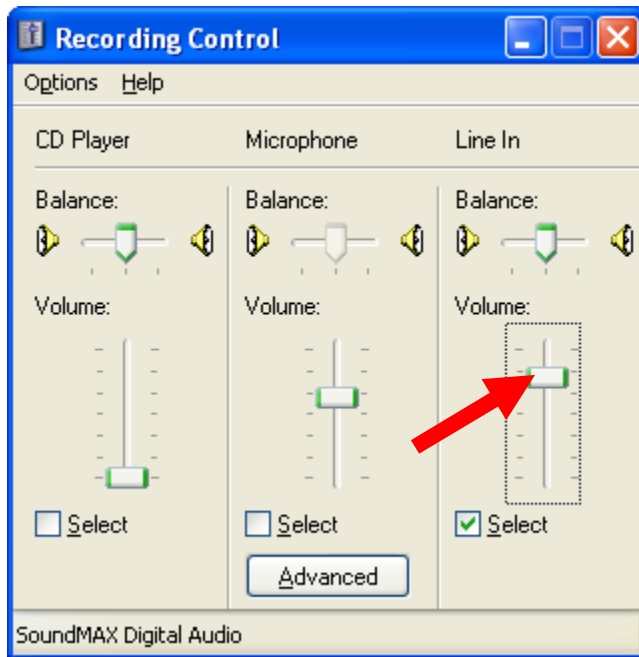 Recording Control
Options Help
CD Player Microphone Line In
Balance: Balance: Balance:
Volume: Volume: Volume:
Select Select Select
Advanced
SoundMAX Digital Audio